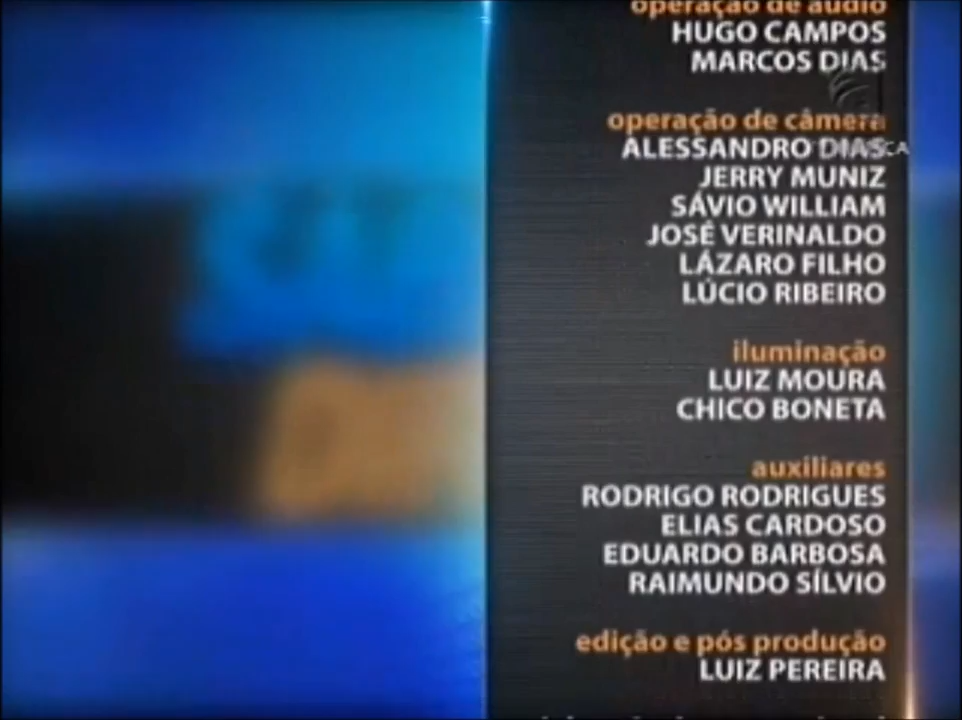 operação de áudio
HUGO CAMPOS
MARCOS DIAS
operação de câmera
ALESSANDRO DIAS
JERRY MUNIZ
SÁVIO WILLIAM
JOSÉ VERINALDO
LÁZARO FILHO
LÚCIO RIBEIRO
iluminação
LUIZ MOURA
CHICO BONETA
auxiliares
RODRIGO RODRIGUES
ELIAS CARDOSO
EDUARDO BARBOSA
RAIMUNDO SÍLVIO
edição e pós produção
LUIZ PEREIRA